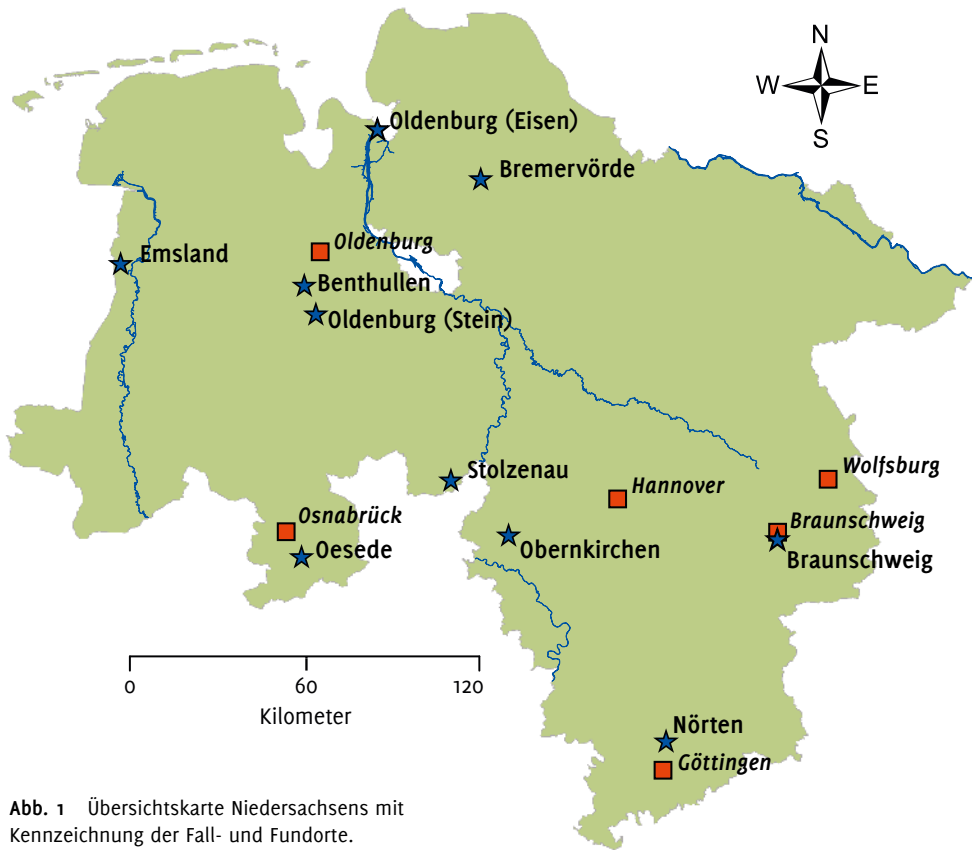 N
W E
S
Oldenburg (Eisen)
Bremervörde
Oldenburg
Emsland
Benthullen
Oldenburg (Stein)
Stolzenau
Wolfsburg
Hannover
Osnabrück
Braunschweig
Oesede
Obernkirchen
Braunschweig
0 60 120
Kilometer
Nörten
Göttingen
Abb. 1 Übersichtskarte Niedersachsens mit
Kennzeichnung der Fall- und Fundorte.